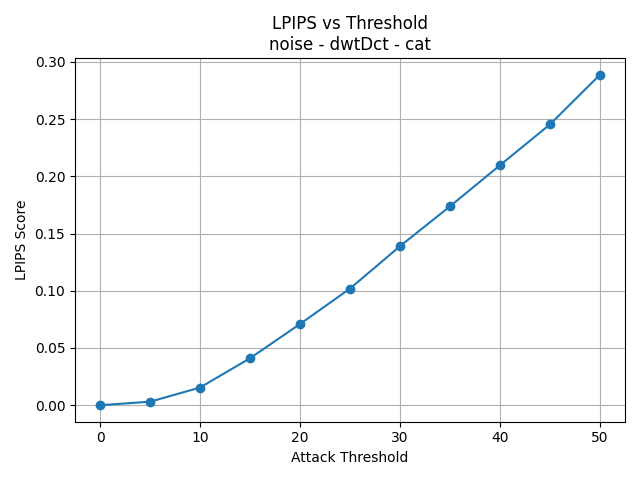 LPIPS vs Threshold
noise - dwtDct - cat
0.30
0.25
0.20
0.15
0.10
0.05
0.00
LPIPS Score
0 10 20 30 40 50
Attack Threshold